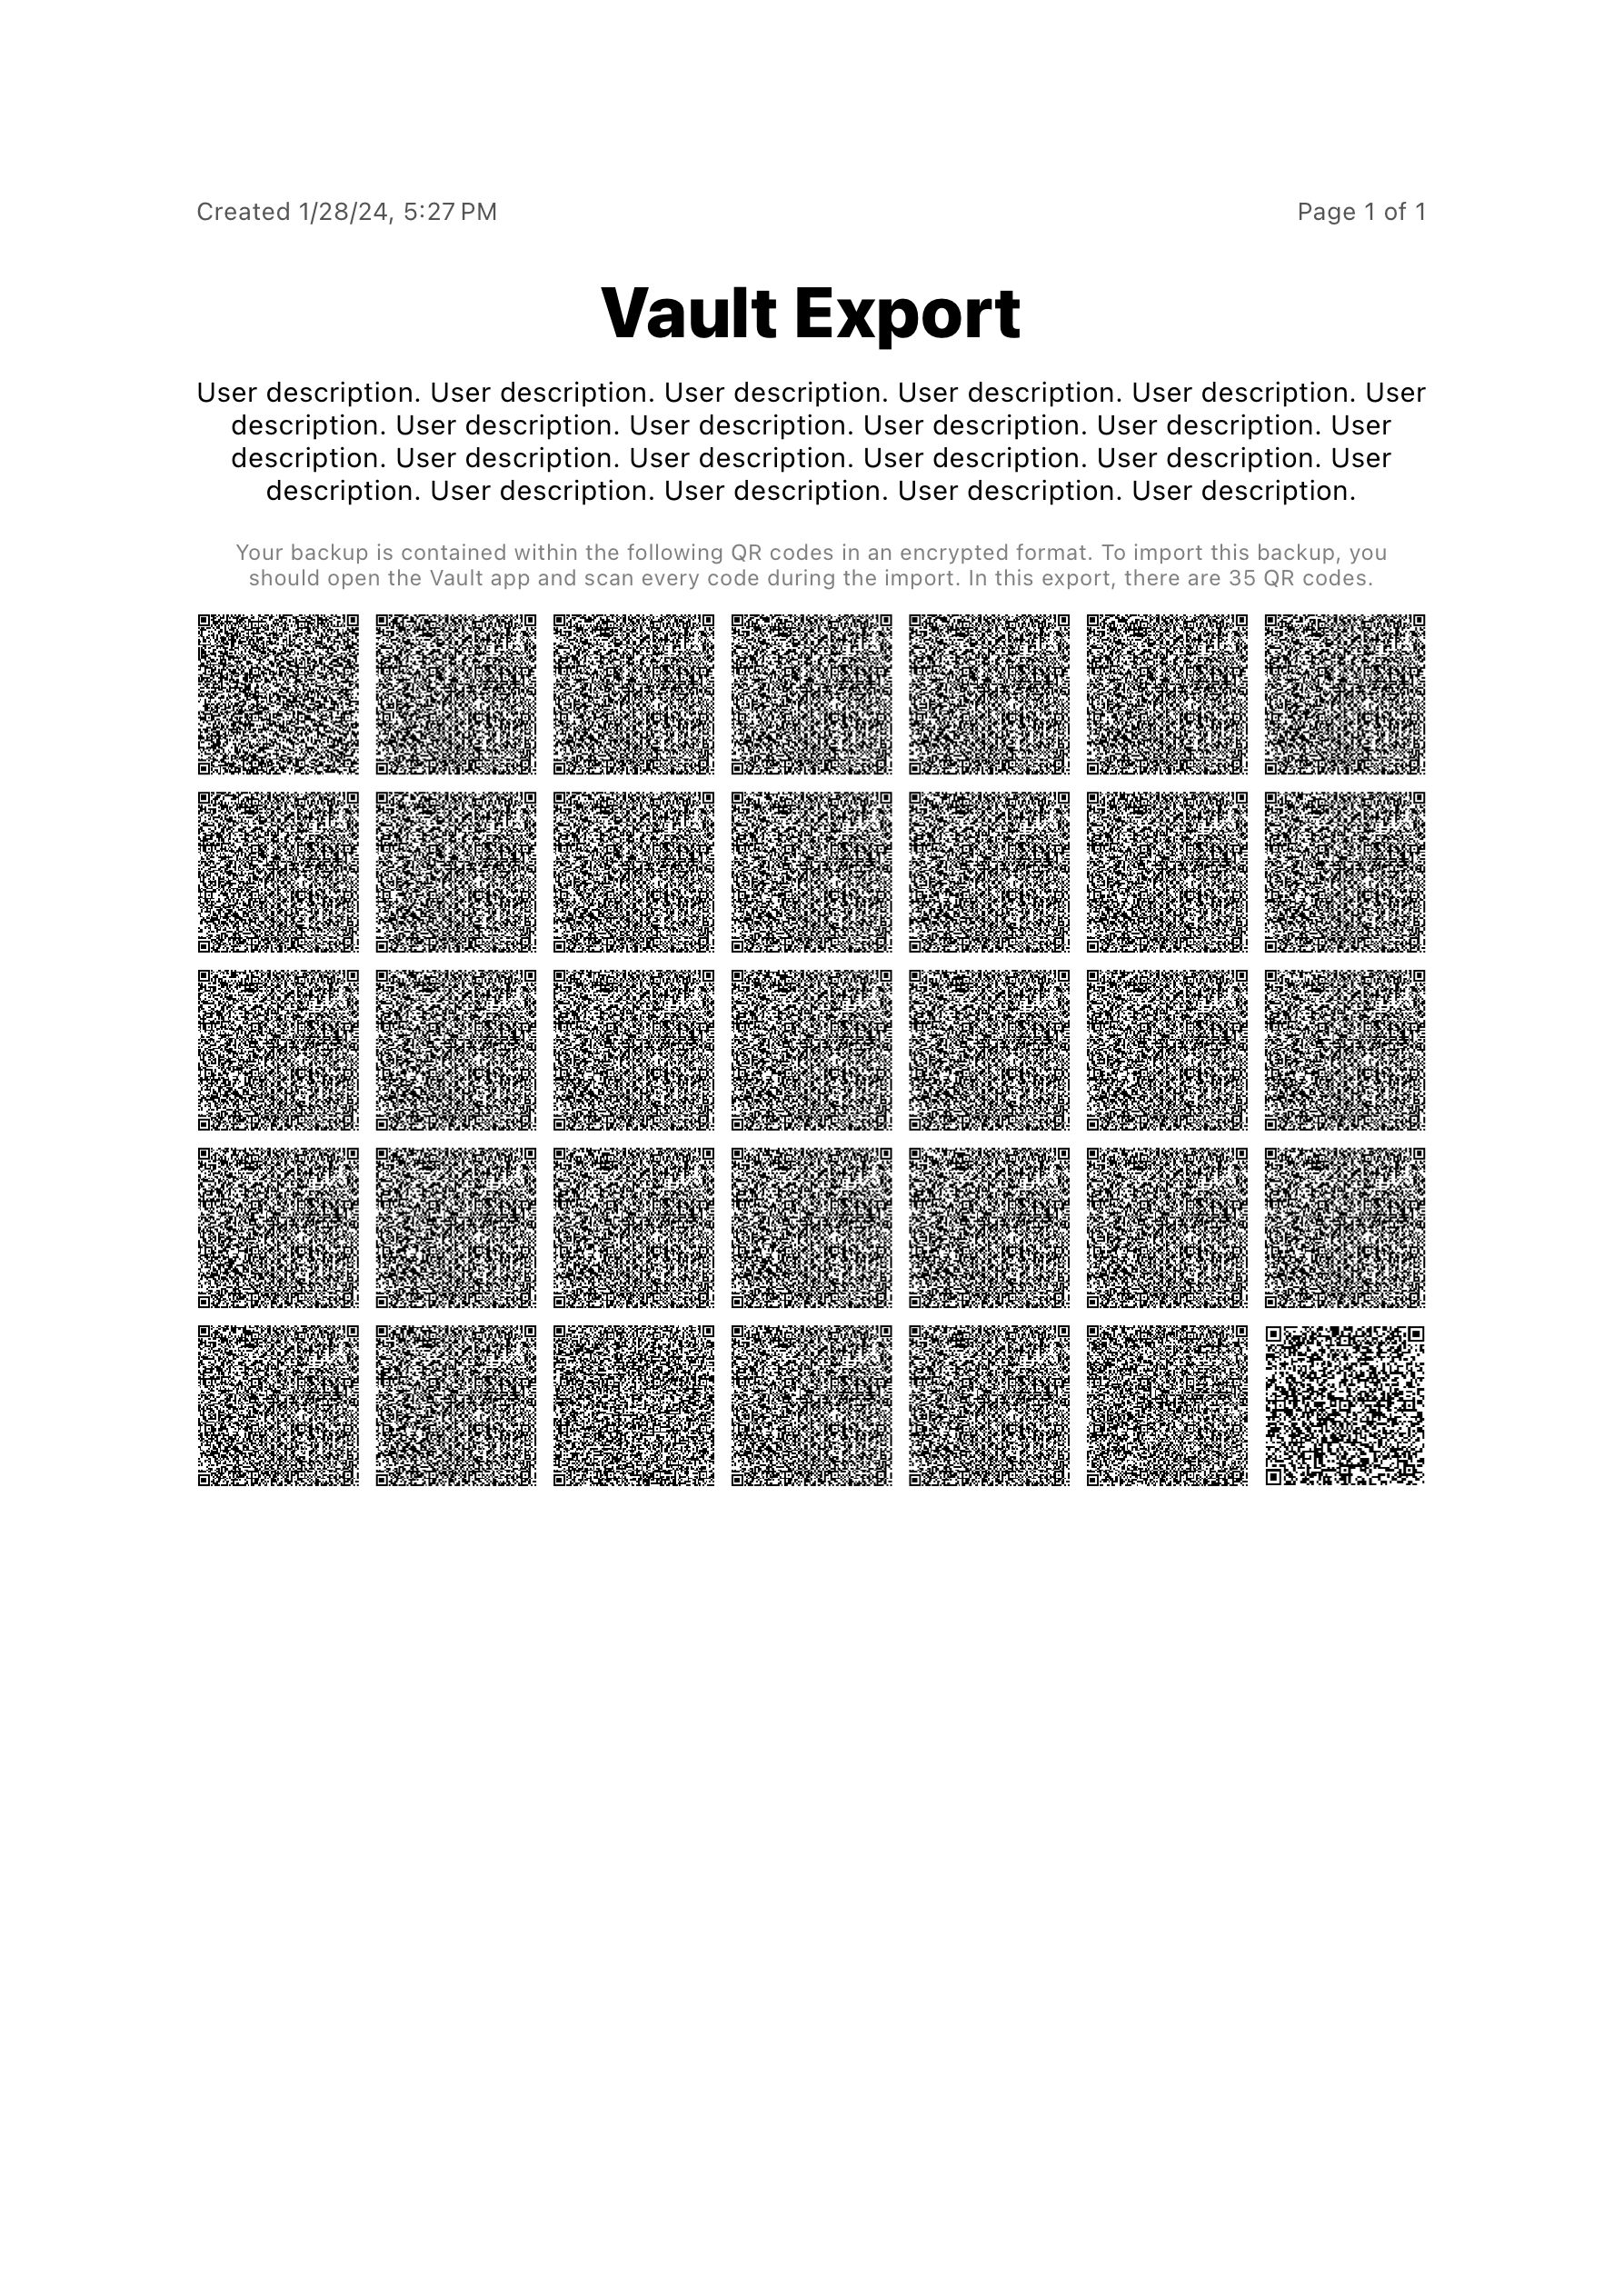 Created 1/28/24, 5:27 PM
Page 1 of 1
Vault Export
User description. User description. User description. User description. User description. User
description. User description. User description. User description. User description. User
description. User description. User description. User description. User description. User
description. User description. User description. User description. User description.
Your backup is contained within the following QR codes in an encrypted format. To import this backup, you
should open the Vault app and scan every code during the import. In this export, there are 35 QR codes.